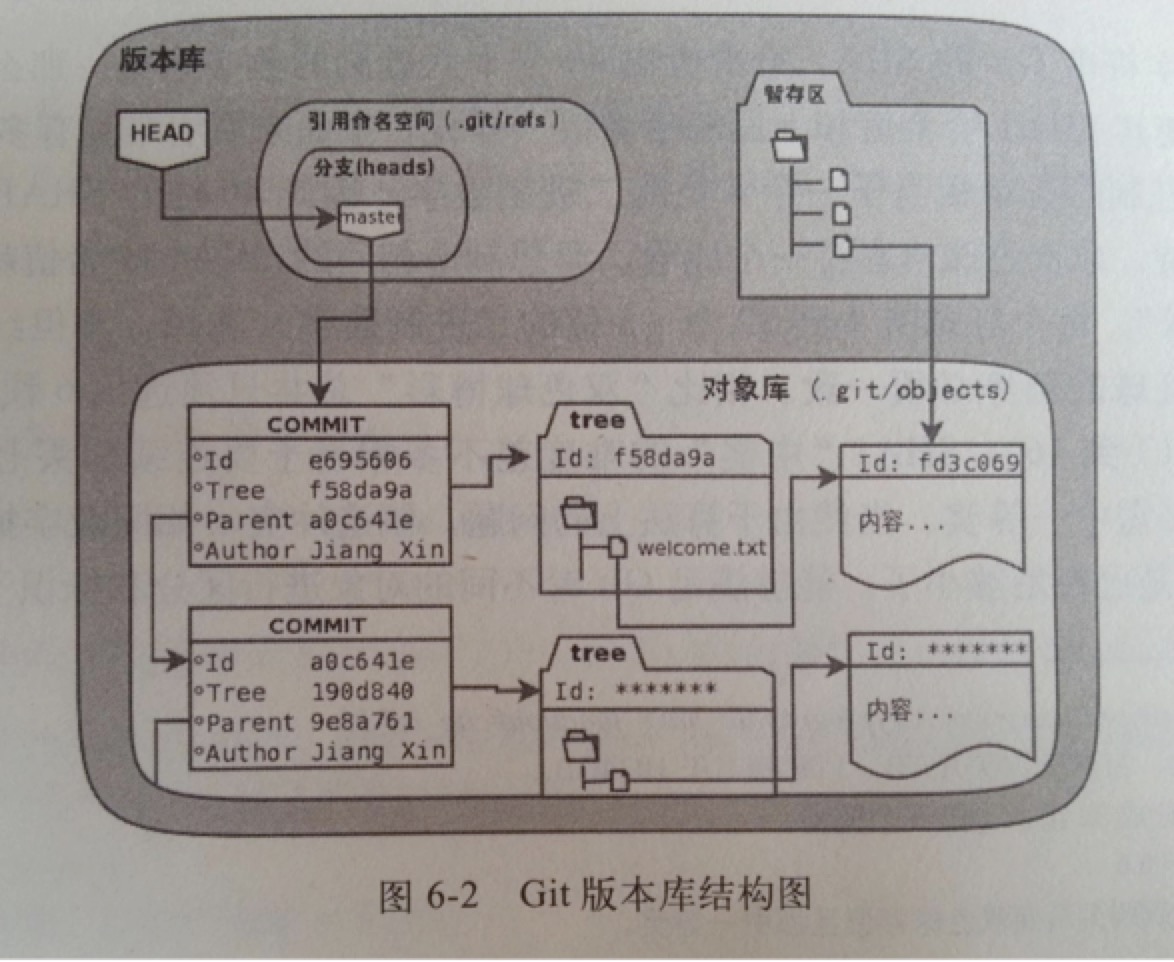 版本库
HEAD
引用命名空间（.git/refs）
分支(heads)
master
暂存区
对象库（.git/objects）
COMMIT
°Id e695606
°Tree f58da9a
°Parent a0c641e
°Author Jiang Xin
tree
Id: f58da9a
welcome.txt
Id: fd3c069
内容...
COMMIT
°Id a0c641e
°Tree 190d840
°Parent 9e8a761
°Author Jiang Xin
tree
Id: *******
Id: *******
内容...
图 6-2 Git 版本库结构图